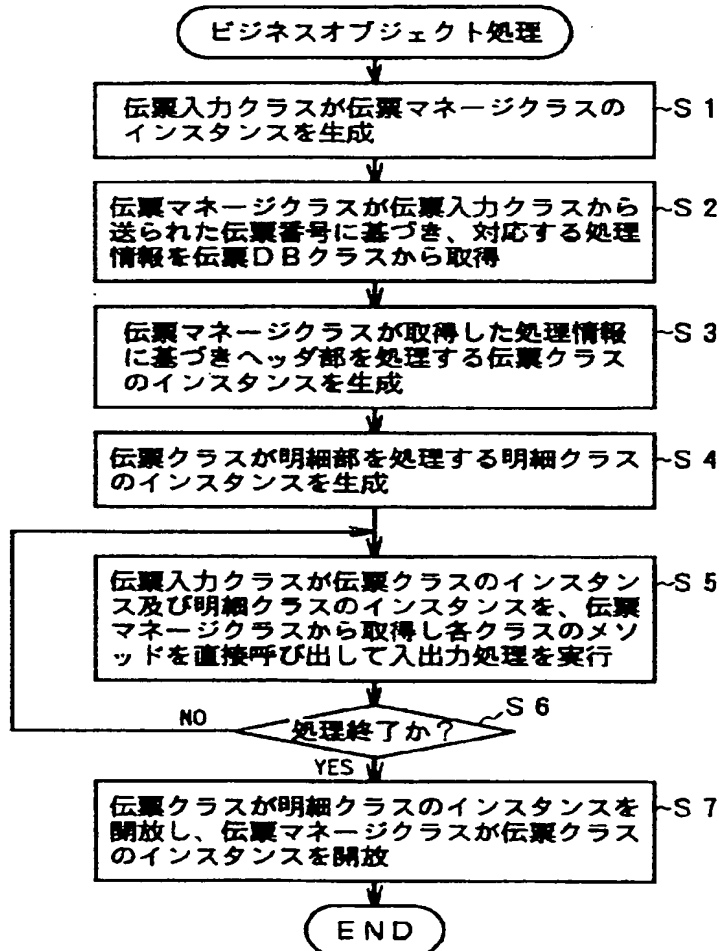 ビジネスオブジェクト処理
伝票入力クラスが伝票マネージクラスの
インスタンスを生成
S1
伝票マネージクラスが伝票入力クラスから
送られた伝票番号に基づき、対応する処理
情報を伝票DBクラスから取得
S2
伝票マネージクラスが取得した処理情報
に基づきヘッダ部を処理する伝票クラス
のインスタンスを生成
S3
伝票クラスが明細部を処理する明細クラス
のインスタンスを生成
S4
伝票入力クラスが伝票クラスのインスタン
ス及び明細クラスのインスタンスを、伝票
マネージクラスから取得し各クラスのメソ
ッドを直接呼び出して入出力処理を実行
S5
処理終了か?
S6
NO
YES
伝票クラスが明細クラスのインスタンスを
開放し、伝票マネージクラスが伝票クラス
のインスタンスを開放
S7
END